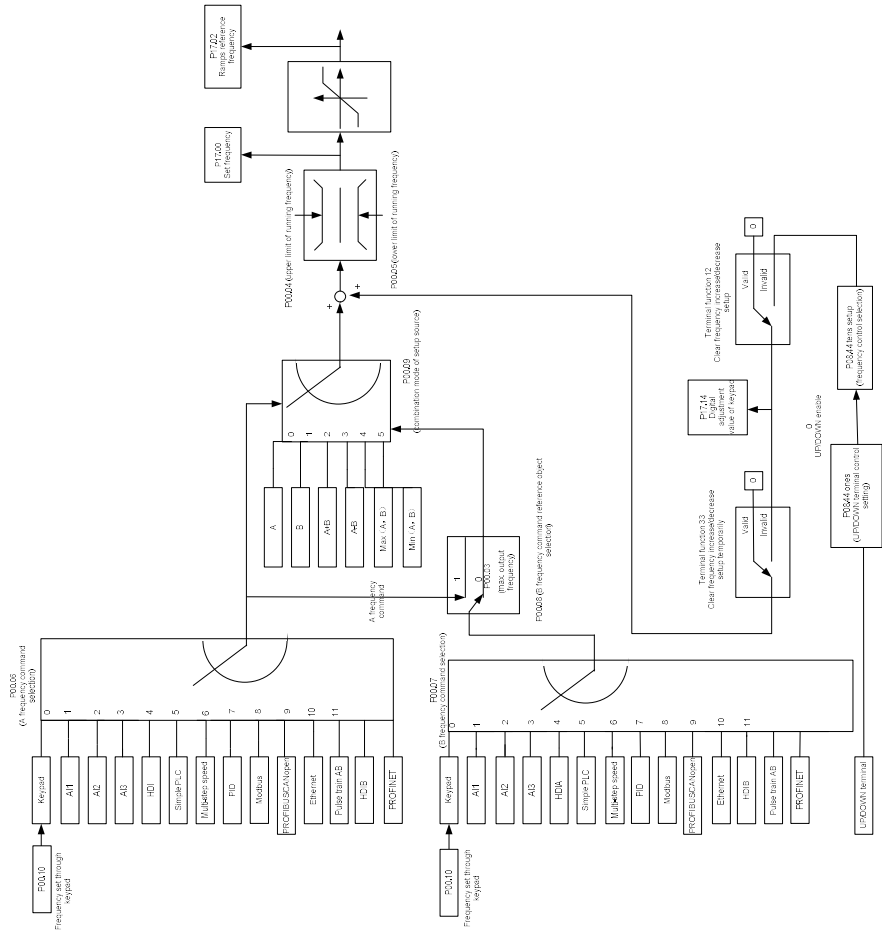 P17.02
Ramps reference
frequency
P17.00
Set frequency
P00.04 (upper limit of running frequency)
P00.05 (lower limit of running frequency)
+
+
P00.09
(combination mode of setup source)
0
1
2
3
4
5
A
B
A+B
A-B
Max (A, B)
Min (A, B)
A frequency
command
1
0
P00.03
(max. output
frequency)
P00.08 (B frequency command reference object
selection)
P00.06
(A frequency command
selection)
0
1
2
3
4
5
6
7
8
9
10
11
Keypad
AI1
AI2
AI3
HDI
Simple PLC
Multi-step speed
PID
Modbus
PROFIBUS/CANopen
Ethernet
Pulse train AB
HDIB
PROFINET
P00.10
Frequency set through
keypad
P00.07
(B frequency command selection)
0
1
2
3
4
5
6
7
8
9
10
11
Keypad
AI1
AI2
AI3
HDIA
Simple PLC
Multi-step speed
PID
Modbus
PROFIBUS/CANopen
Ethernet
HDIB
Pulse train AB
PROFINET
P00.10
Frequency set through
keypad
Terminal function 12
Clear frequency increase/decrease
setup
Valid
Invalid
0
P17.14
Digital
adjustment
value of keypad
Terminal function 33
Clear frequency increase/decrease
setup temporarily
Valid
Invalid
0
P08.44 tens setup
(frequency control selection)
0
UP/DOWN enable
P08.44 ones
(UP/DOWN terminal control
setting)
UP/DOWN terminal